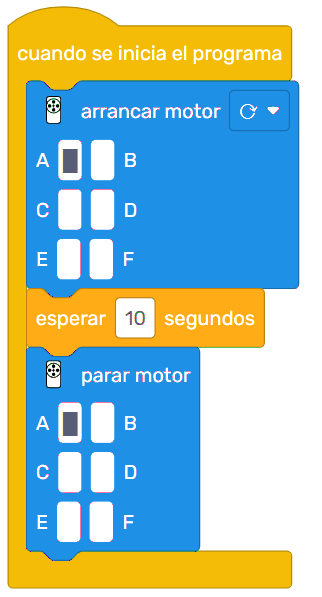 cuando se inicia el programa
arrancar motor
A B
C D
E F
esperar 10 segundos
parar motor
A B
C D
E F